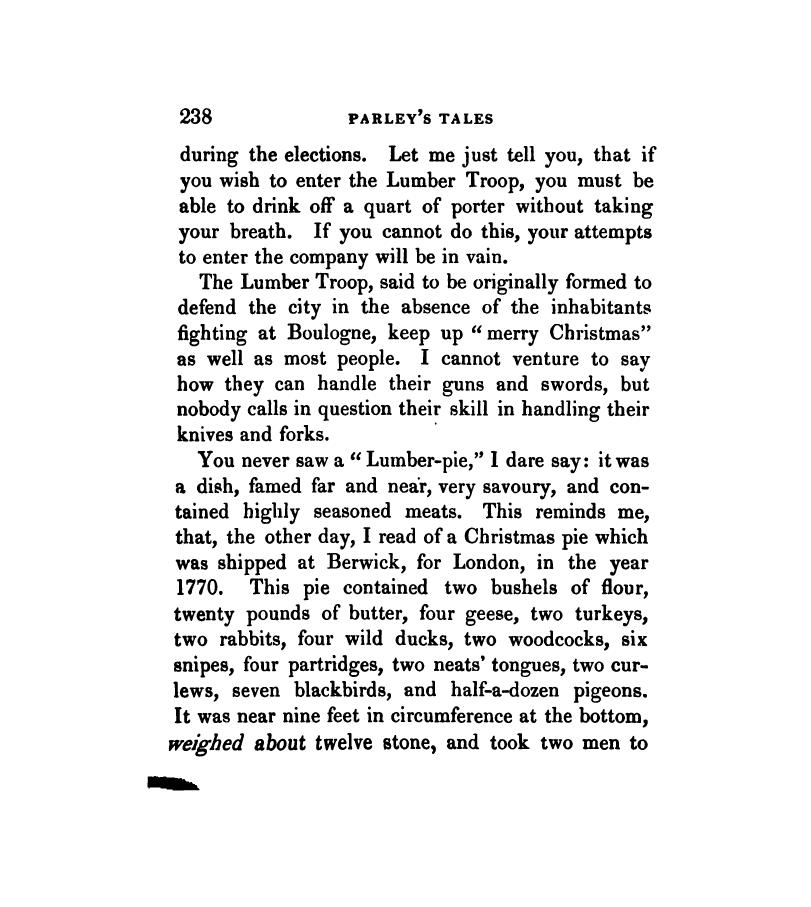 238 PARLEY'S TALES
during the elections. Let me just tell you, that if
you wish to enter the Lumber Troop, you must be
able to drink off a quart of porter without taking
your breath. If you cannot do this, your attempts
to enter the company will be in vain.
The Lumber Troop, said to be originally formed to
defend the city in the absence of the inhabitants
fighting at Boulogne, keep up “ merry Christmas”
as well as most people. I cannot venture to say
how they can handle their guns and swords, but
nobody calls in question their skill in handling their
knives and forks.
You never saw a “ Lumber-pie,” I dare say: it was
a dish, famed far and near, very savoury, and con-
tained highly seasoned meats. This reminds me,
that, the other day, I read of a Christmas pie which
was shipped at Berwick, for London, in the year
1770. This pie contained two bushels of flour,
twenty pounds of butter, four geese, two turkeys,
two rabbits, four wild ducks, two woodcocks, six
snipes, four partridges, two neats' tongues, two cur-
lews, seven blackbirds, and half-a-dozen pigeons.
It was near nine feet in circumference at the bottom,
weighed about twelve stone, and took two men to